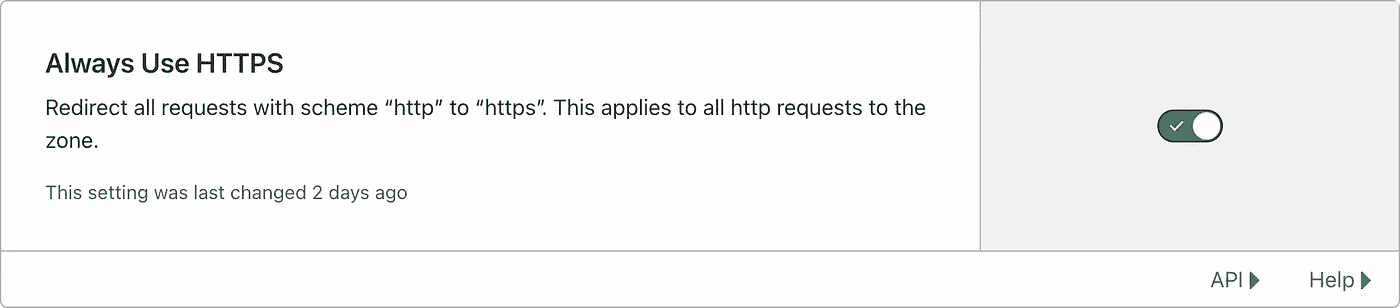 Always Use HTTPS
Redirect all requests with scheme “http” to “https”. This applies to all http requests to the
zone.
This setting was last changed 2 days ago
API
Help